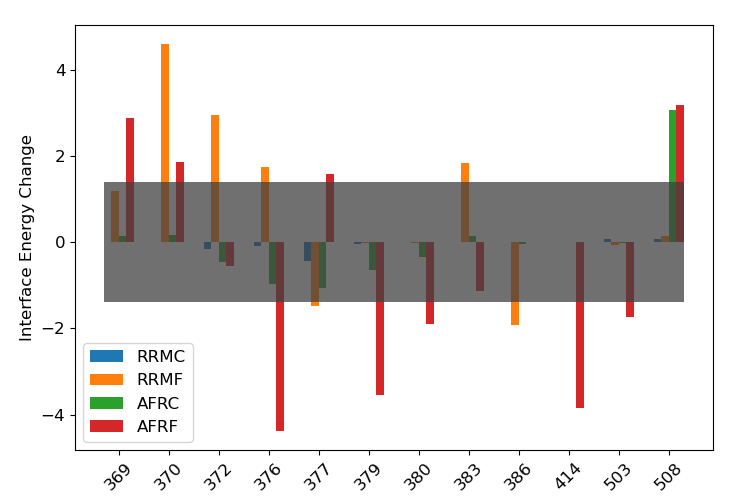 Interface Energy Change
4
2
0
−2
−4
RRMC
RRMF
AFRC
AFRF
369 370 372 376 377 379 380 383 386 414 503 508